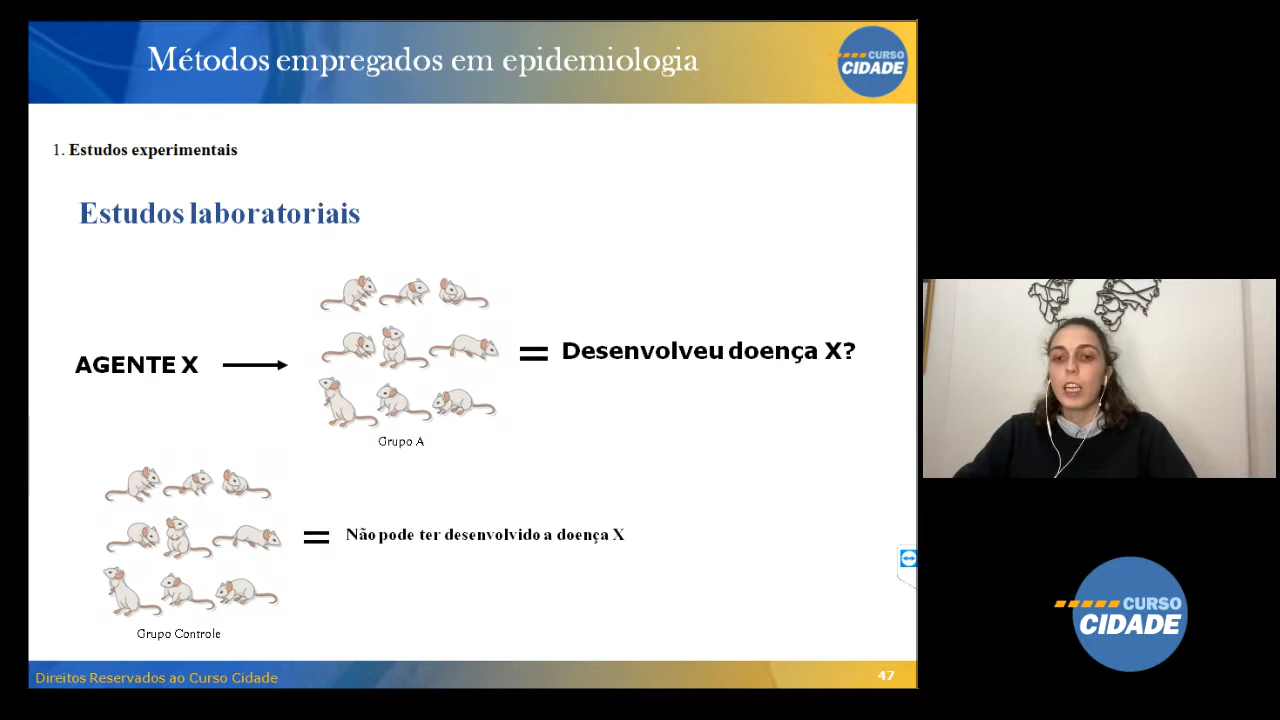 Métodos empregados em epidemiologia
CURSO
CIDADE
1. Estudos experimentais
Estudos laboratoriais
AGENTE X
= Desenvolveu doença X?
Grupo A
= Não pode ter desenvolvido a doença X
Grupo Controle
Direitos Reservados ao Curso Cidade
47
CURSO
CIDADE